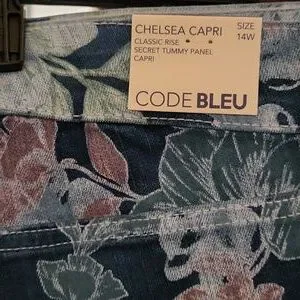 CHELSEA CAPRI
CLASSIC RISE
SECRET TUMMY PANEL
CAPRI
SIZE
14W
CODE BLEU